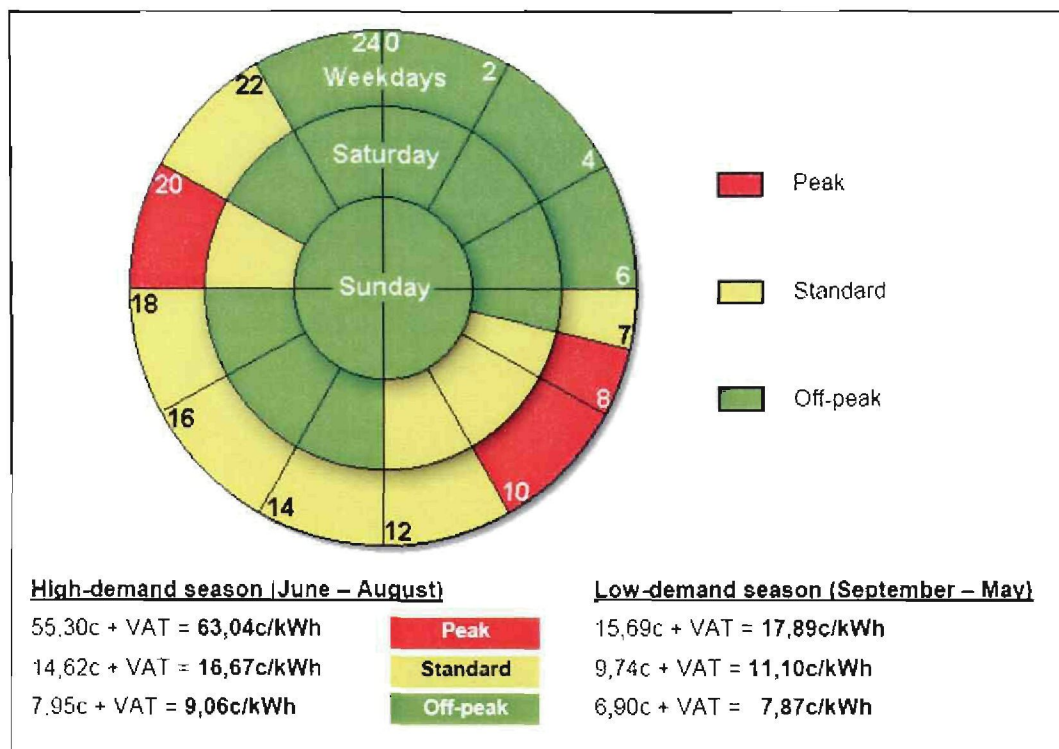 24 0
Weekdays
22
2
Saturday
4
20
Peak
Sunday
6
Standard
18
7
8
Off-peak
16
10
14
12
High-demand season (June – August)
Low-demand season (September – May)
55,30c + VAT = 63,04c/kWh
Peak
15,69c + VAT = 17,89c/kWh
14,62c + VAT = 16,67c/kWh
Standard
9,74c + VAT = 11,10c/kWh
7,95c + VAT = 9,06c/kWh
Off-peak
6,90c + VAT = 7,87c/kWh